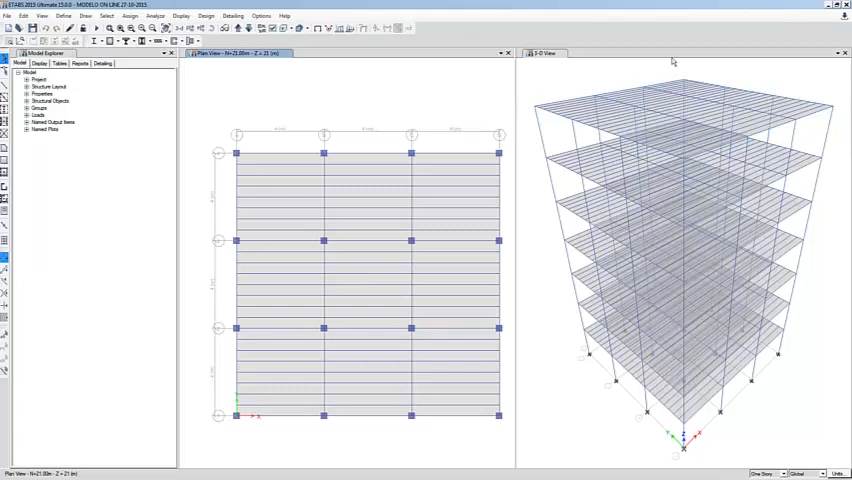 ETABS 2015 Ultimate 15.0.0 - MODELO ON LINE 27-10-2015
File Edit View Define Draw Select Assign Analyze Display Design Detailing Options Tools Help
Model Explorer
Model Display Tables Reports Detailing
Model
Project
Structure Layout
Properties
Structural Objects
Groups
Loads
Named Output Items
Named Plots
Plan View - N+21.00m - Z = 21 (m)
X
3-D View
Y
Z
X
Plan View - N+21.00m - Z = 21 (m)
One Story
Global
Units...